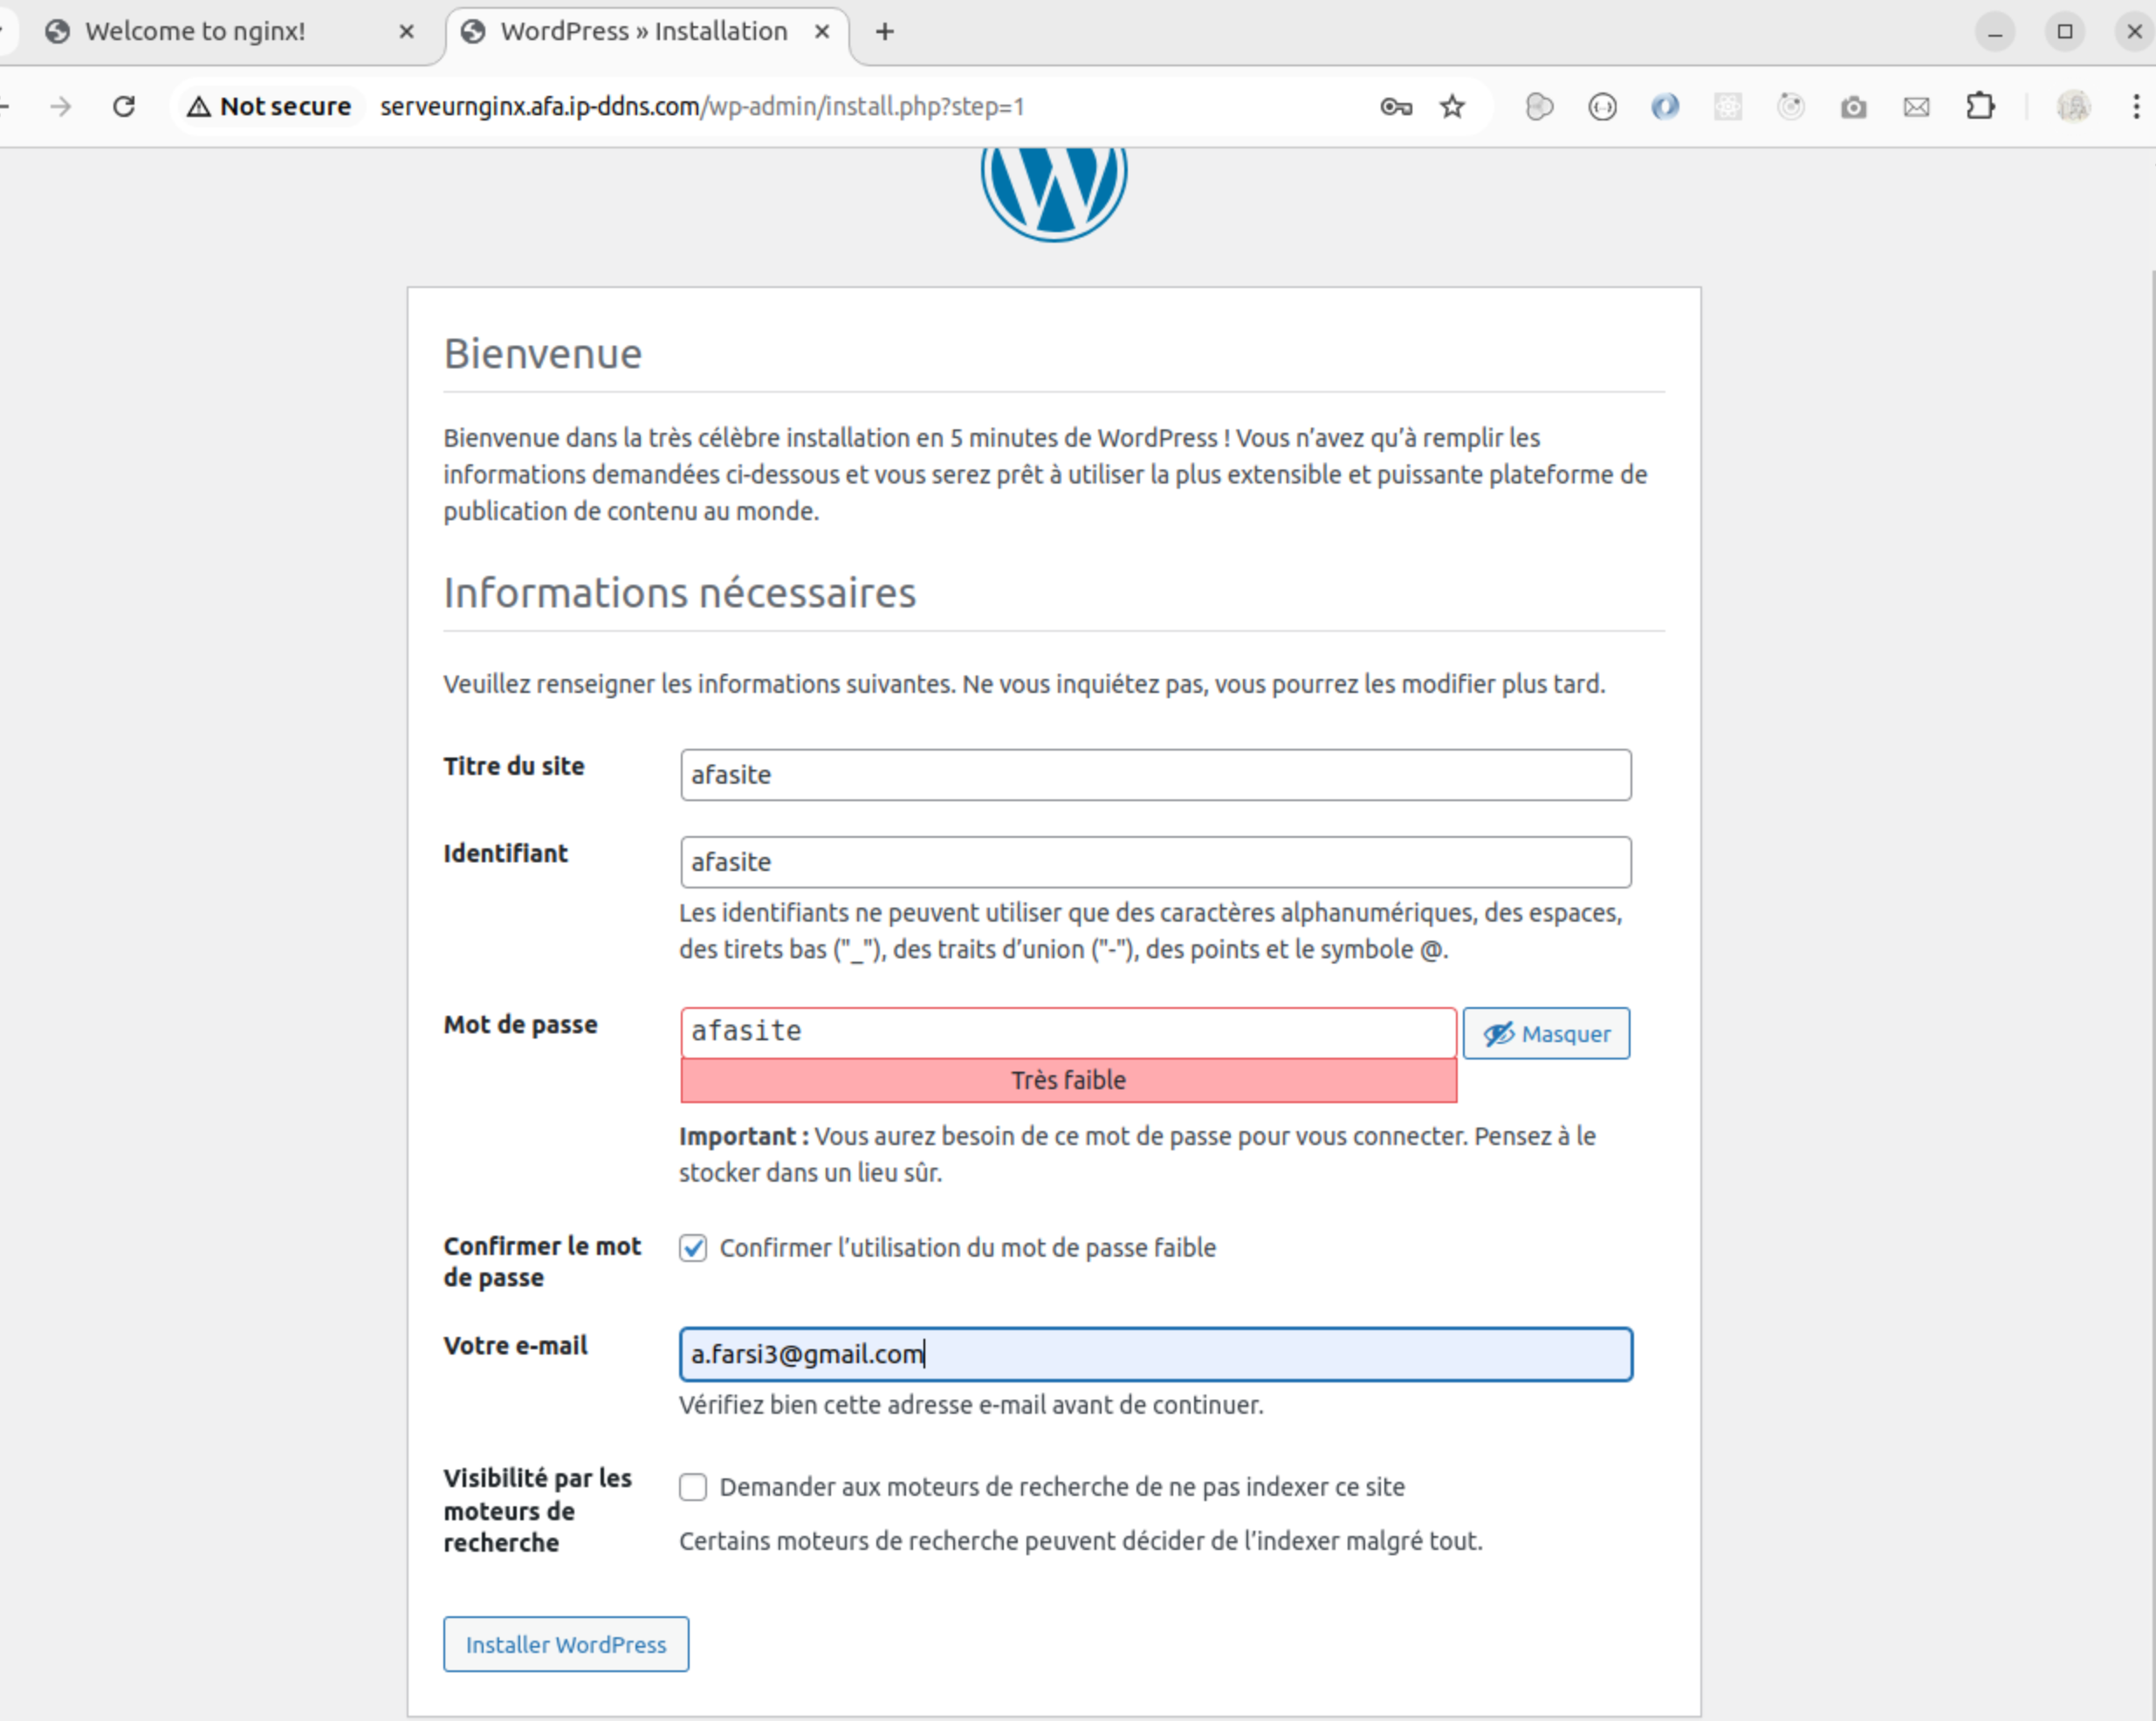 Welcome to nginx!
WordPress » Installation
Not secure
serveurnginx.afa.ip-ddns.com/wp-admin/install.php?step=1
Bienvenue
Bienvenue dans la très célèbre installation en 5 minutes de WordPress ! Vous n’avez qu’à remplir les
informations demandées ci-dessous et vous serez prêt à utiliser la plus extensible et puissante plateforme de
publication de contenu au monde.
Informations nécessaires
Veuillez renseigner les informations suivantes. Ne vous inquiétez pas, vous pourrez les modifier plus tard.
Titre du site
afasite
Identifiant
afasite
Les identifiants ne peuvent utiliser que des caractères alphanumériques, des espaces,
des tirets bas ("_"), des traits d’union ("-"), des points et le symbole @.
Mot de passe
afasite
Masquer
Très faible
Important : Vous aurez besoin de ce mot de passe pour vous connecter. Pensez à le
stocker dans un lieu sûr.
Confirmer le mot
de passe
Confirmer l’utilisation du mot de passe faible
Votre e-mail
a.farsi3@gmail.com
Vérifiez bien cette adresse e-mail avant de continuer.
Visibilité par les
moteurs de
recherche
Demander aux moteurs de recherche de ne pas indexer ce site
Certains moteurs de recherche peuvent décider de l’indexer malgré tout.
Installer WordPress